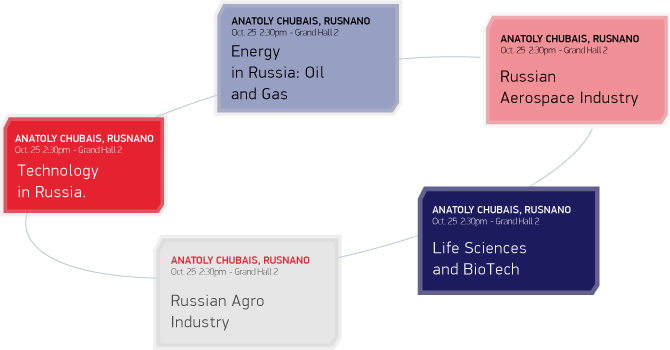 ANATOLY CHUBAIS, RUSNANO
Oct. 25 2:30pm - Grand Hall 2
Energy
in Russia: Oil
and Gas
ANATOLY CHUBAIS, RUSNANO
Oct. 25 2:30pm - Grand Hall 2
Russian
Aerospace Industry
ANATOLY CHUBAIS, RUSNANO
Oct. 25 2:30pm - Grand Hall 2
Technology
in Russia.
ANATOLY CHUBAIS, RUSNANO
Oct. 25 2:30pm - Grand Hall 2
Life Sciences
and BioTech
ANATOLY CHUBAIS, RUSNANO
Oct. 25 2:30pm - Grand Hall 2
Russian Agro
Industry